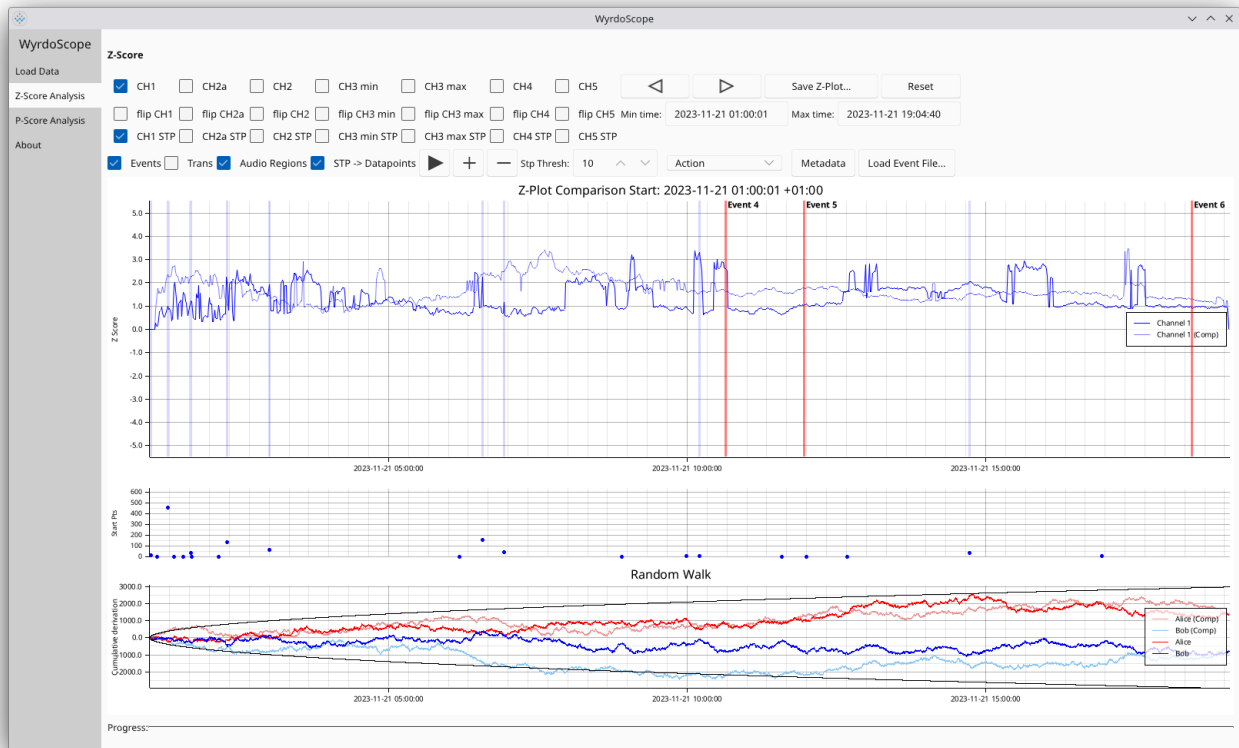 WyrdoScope
WyrdoScope
Load Data
Z-Score Analysis
P-Score Analysis
About
Z-Score
CH1 CH2a CH2 CH3 min CH3 max CH4 CH5 Save Z-Plot... Reset
flip CH1 flip CH2a flip CH2 flip CH3 min flip CH3 max flip CH4 flip CH5 Min time: 2023-11-21 01:00:01 Max time: 2023-11-21 19:04:40
CH1 STP CH2a STP CH2 STP CH3 min STP CH3 max STP CH4 STP CH5 STP
Events Trans Audio Regions STP -> Datapoints Stp Thresh: 10 Action Metadata Load Event File...
Z-Plot Comparison Start: 2023-11-21 01:00:01 +01:00
Event 4 Event 5 Event 6
5.0
4.0
3.0
2.0
1.0
0.0
-1.0
-2.0
-3.0
-4.0
-5.0
Z Score
Channel 1
Channel 1 (Comp)
2023-11-21 05:00:00 2023-11-21 10:00:00 2023-11-21 15:00:00
600
500
400
300
200
100
0
Start Pts
Random Walk
3000.0
2000.0
1000.0
0.0
-1000.0
-2000.0
Cumulative derivation
Alice (Comp)
Bob (Comp)
Alice
Bob
2023-11-21 05:00:00 2023-11-21 10:00:00 2023-11-21 15:00:00
Progress: